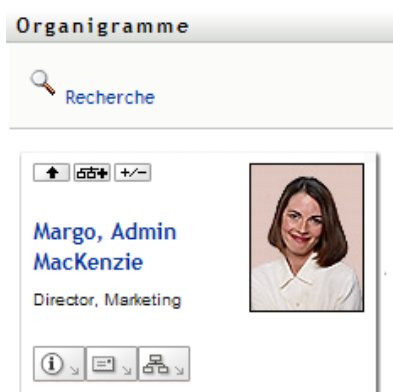 Organigramme
Recherche
+/-
Margo, Admin
MacKenzie
Director, Marketing